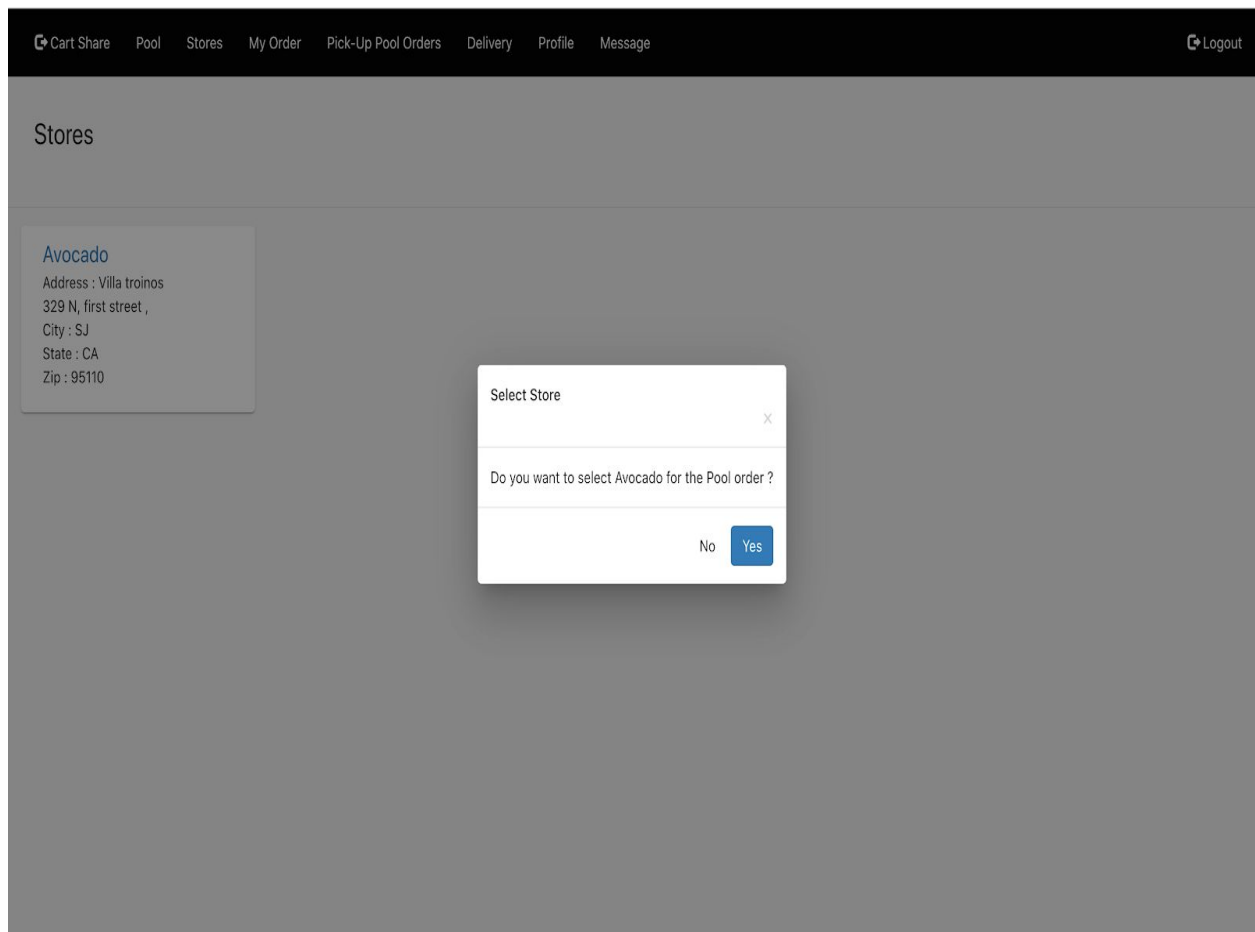 Cart Share Pool Stores My Order Pick-Up Pool Orders Delivery Profile Message Logout
Stores
Avocado
Address : Villa troinos
329 N, first street ,
City : SJ
State : CA
Zip : 95110
Select Store
x
Do you want to select Avocado for the Pool order ?
No Yes